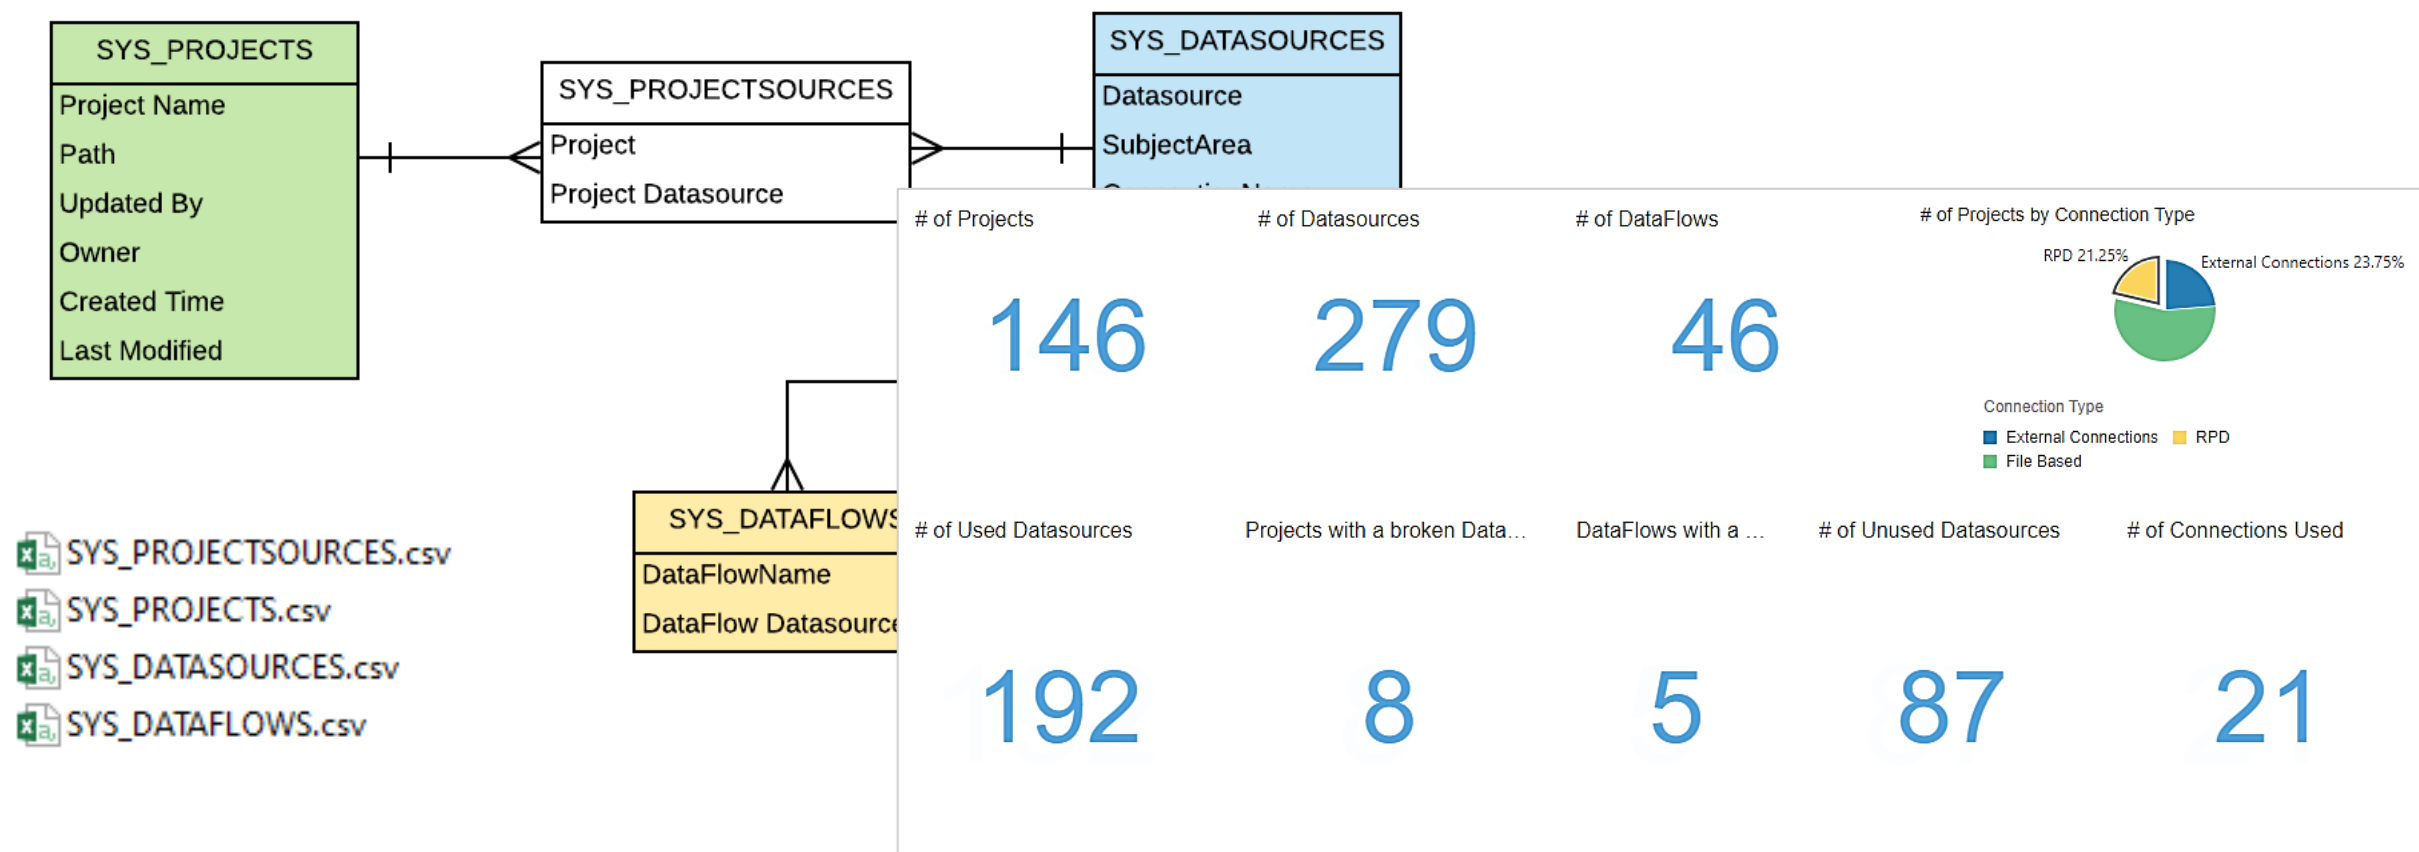 SYS_PROJECTS
Project Name
Path
Updated By
Owner
Created Time
Last Modified
SYS_PROJECTSOURCES
Project
Project Datasource
SYS_DATASOURCES
Datasource
SubjectArea
SYS_DATAFLOWS
DataFlowName
DataFlow Datasource
SYS_PROJECTSOURCES.csv
SYS_PROJECTS.csv
SYS_DATASOURCES.csv
SYS_DATAFLOWS.csv
# of Projects
146
# of Datasources
279
# of DataFlows
46
# of Projects by Connection Type
RPD 21.25%
External Connections 23.75%
Connection Type
External Connections
RPD
File Based
# of Used Datasources
192
Projects with a broken Data...
8
DataFlows with a ...
5
# of Unused Datasources
87
# of Connections Used
21